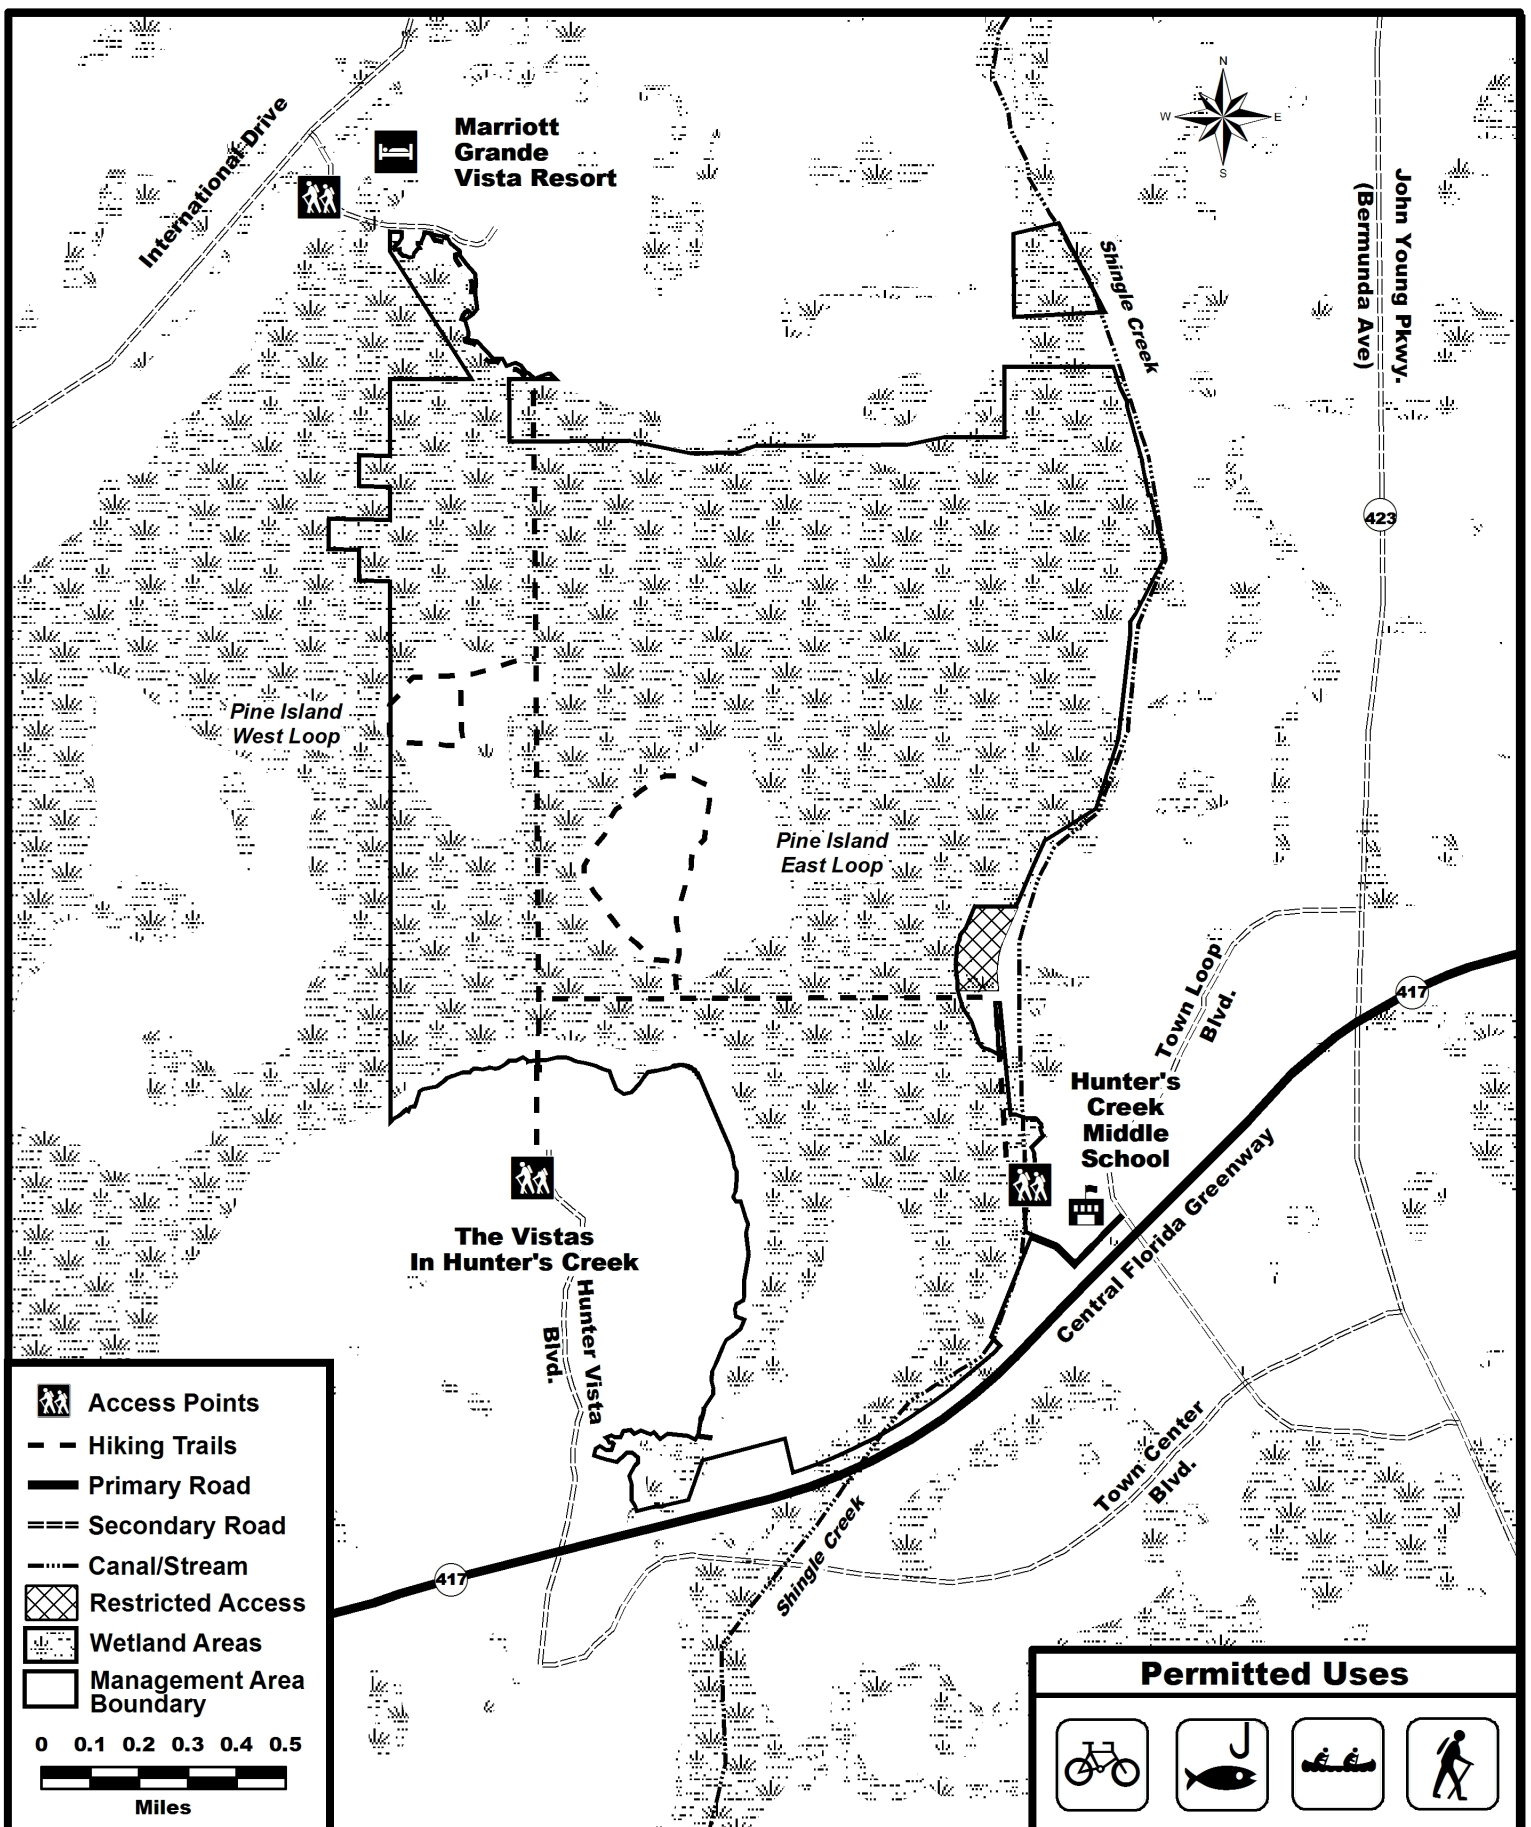 N
W
E
S
International Drive
Marriott
Grande
Vista Resort
Shingle Creek
John Young Pkwy.
(Bermunda Ave)
423
Pine Island
West Loop
Pine Island
East Loop
Town Loop
Blvd.
417
Hunter's
Creek
Middle
School
Central Florida Greenway
The Vistas
In Hunter's Creek
Hunter Vista
Blvd.
Town Center
Blvd.
Shingle Creek
417
Access Points
Hiking Trails
Primary Road
Secondary Road
Canal/Stream
Restricted Access
Wetland Areas
Management Area
Boundary
0 0.1 0.2 0.3 0.4 0.5
Miles
Permitted Uses